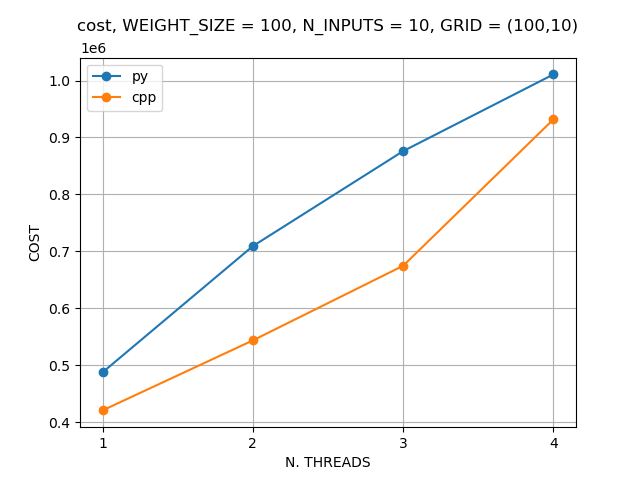 cost, WEIGHT_SIZE = 100, N_INPUTS = 10, GRID = (100,10)
1e6
py
cpp
1.0
0.9
0.8
0.7
0.6
0.5
0.4
COST
1 2 3 4
N. THREADS